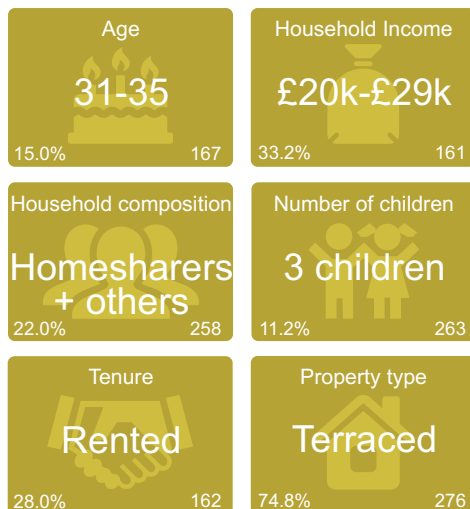 Age
31-35
15.0% 167
Household Income
£20k-£29k
33.2% 161
Household composition
Homesharers
+ others
22.0% 258
Number of children
3 children
11.2% 263
Tenure
Rented
28.0% 162
Property type
Terraced
74.8% 276